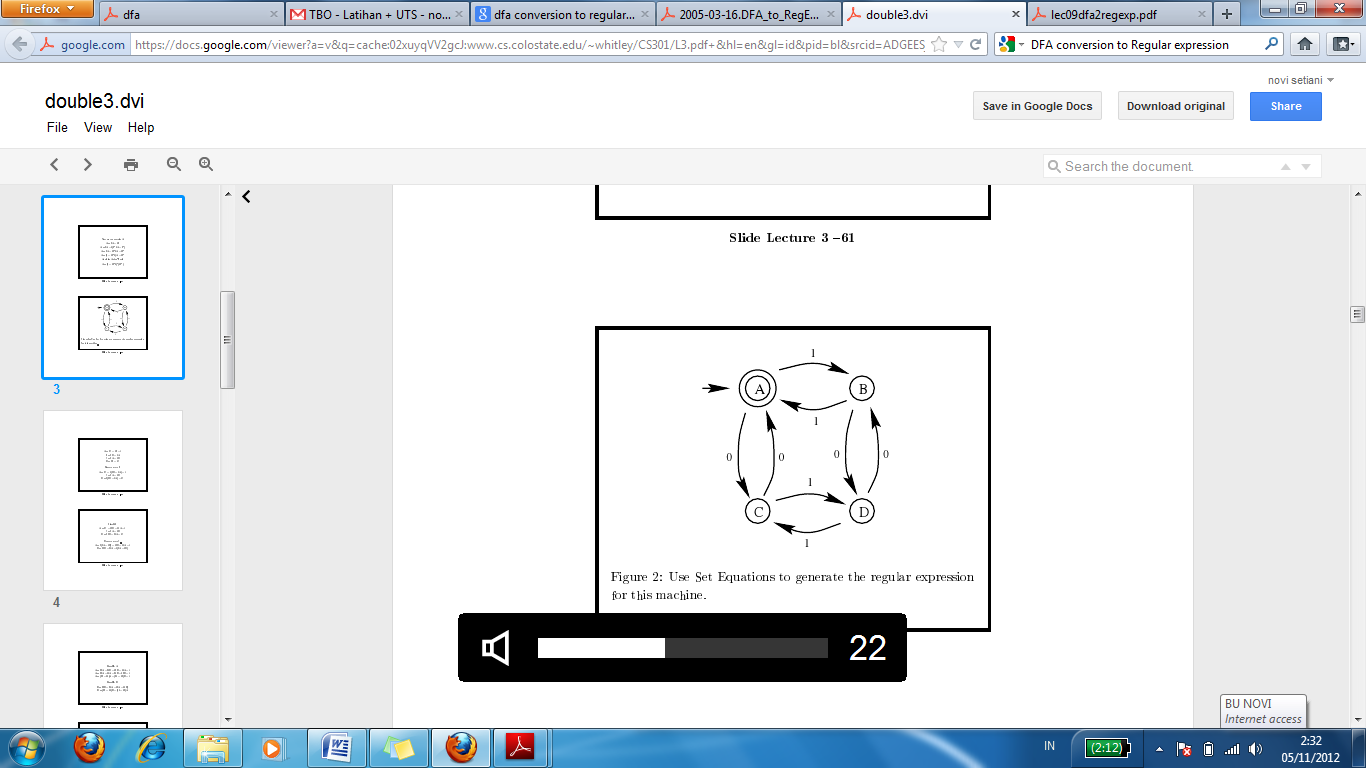 Firefox
dfa
TBO - Latihan + UTS - no...
dfa conversion to regular...
2005-03-16.DFA_to_RegE...
double3.dvi
lec09dfa2regexp.pdf
google.com
https://docs.google.com/viewer?a=v&q=cache:02xuyqVV2gcJ:www.cs.colostate.edu/~whitley/CS301/L3.pdf+&hl=en&gl=id&pid=bl&srcid=ADGEES
DFA conversion to Regular expression
novi setiani
double3.dvi
Save in Google Docs
Download original
Share
File View Help
Search the document.
Slide Lecture 3 –61
1
A
B
1
0
0
0
0
1
C
D
1
Figure 2: Use Set Equations to generate the regular expression
for this machine.
3
4
22
BU NOVI
Internet access
IN
(2:12)
2:32
05/11/2012